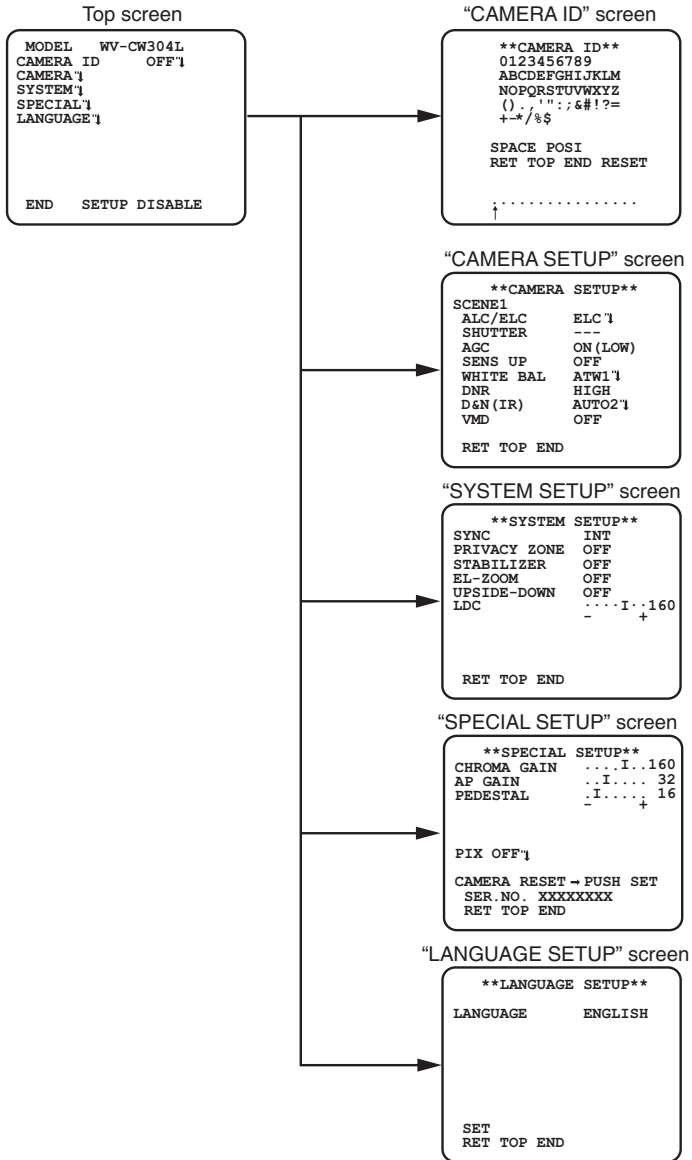 Top screen
MODEL WV-CW304L
CAMERA ID OFF
CAMERA
SYSTEM
SPECIAL
LANGUAGE
END SETUP DISABLE
“CAMERA ID” screen
**CAMERA ID**
0123456789
ABCDEFGHIJKLM
NOPQRSTUVWXYZ
().,'":;&#!?=
+-*/%$
SPACE POSI
RET TOP END RESET
................
↑
“CAMERA SETUP” screen
**CAMERA SETUP**
SCENE1
ALC/ELC ELC
SHUTTER ---
AGC ON(LOW)
SENS UP OFF
WHITE BAL ATW1
DNR HIGH
D&N(IR) AUTO2
VMD OFF
RET TOP END
“SYSTEM SETUP” screen
**SYSTEM SETUP**
SYNC INT
PRIVACY ZONE OFF
STABILIZER OFF
EL-ZOOM OFF
UPSIDE-DOWN OFF
LDC ....I..160
- +
RET TOP END
“SPECIAL SETUP” screen
**SPECIAL SETUP**
CHROMA GAIN ....I..160
AP GAIN ..I.... 32
PEDESTAL .I..... 16
- +
PIX OFF
CAMERA RESET → PUSH SET
SER.NO. XXXXXXXX
RET TOP END
“LANGUAGE SETUP” screen
**LANGUAGE SETUP**
LANGUAGE ENGLISH
SET
RET TOP END